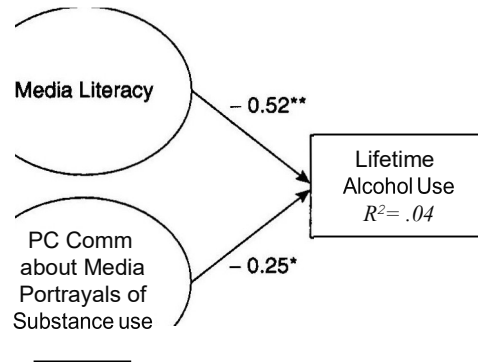 Media Literacy
− 0.52**
Lifetime
Alcohol Use
R²= .04
PC Comm
about Media
Portrayals of
Substance use
− 0.25*